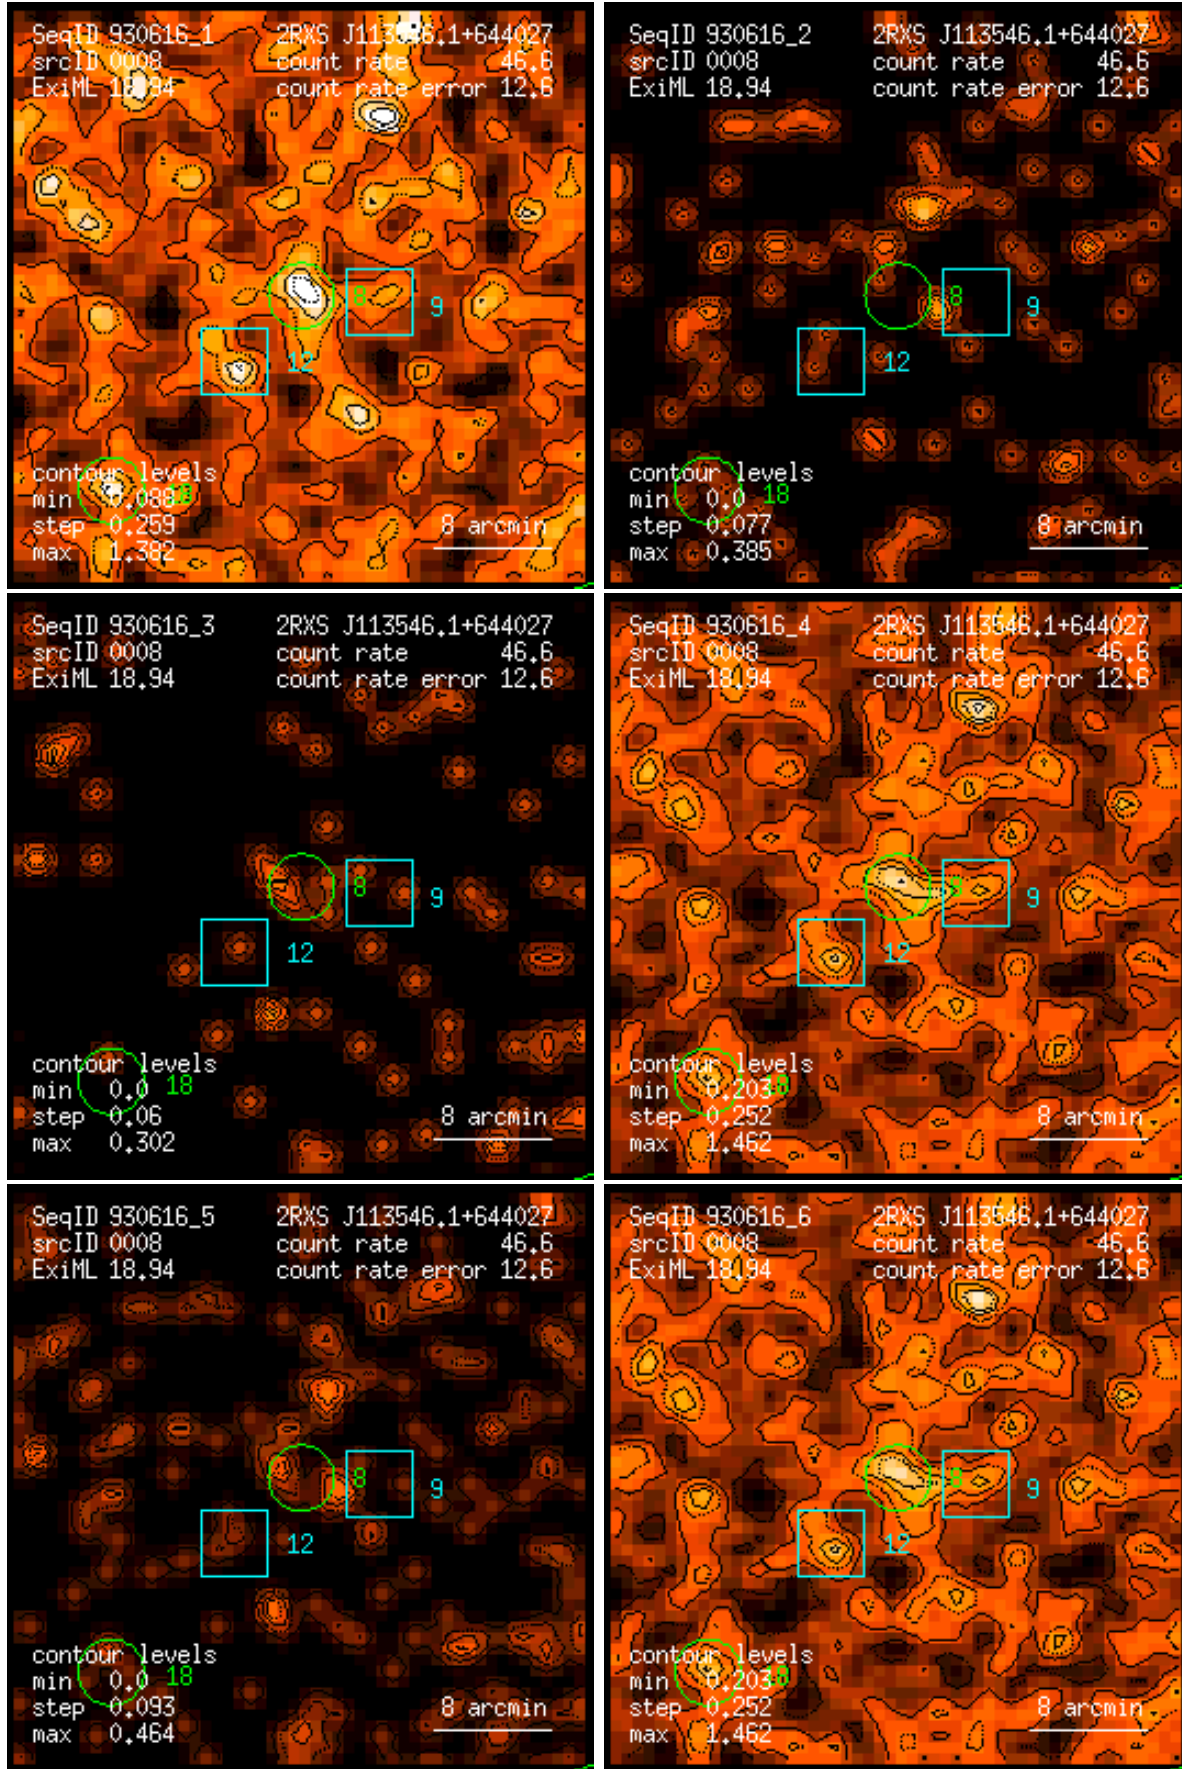 SeqID 930616_1 2RXS J113546.1+644027
srcID 0008 count rate 46.6
ExiML 18.94 count rate error 12.6
8
9
12
contour levels
min 0.088 18
step 0.259 8 arcmin
max 1.382
SeqID 930616_2 2RXS J113546.1+644027
srcID 0008 count rate 46.6
ExiML 18.94 count rate error 12.6
8
9
12
contour levels
min 0.0 18
step 0.077 8 arcmin
max 0.385
SeqID 930616_3 2RXS J113546.1+644027
srcID 0008 count rate 46.6
ExiML 18.94 count rate error 12.6
8
9
12
contour levels
min 0.0 18
step 0.06 8 arcmin
max 0.302
SeqID 930616_4 2RXS J113546.1+644027
srcID 0008 count rate 46.6
ExiML 18.94 count rate error 12.6
8
9
12
contour levels
min 0.203 18
step 0.252 8 arcmin
max 1.462
SeqID 930616_5 2RXS J113546.1+644027
srcID 0008 count rate 46.6
ExiML 18.94 count rate error 12.6
8
9
12
contour levels
min 0.0 18
step 0.093 8 arcmin
max 0.464
SeqID 930616_6 2RXS J113546.1+644027
srcID 0008 count rate 46.6
ExiML 18.94 count rate error 12.6
8
9
12
contour levels
min 0.203 18
step 0.252 8 arcmin
max 1.462